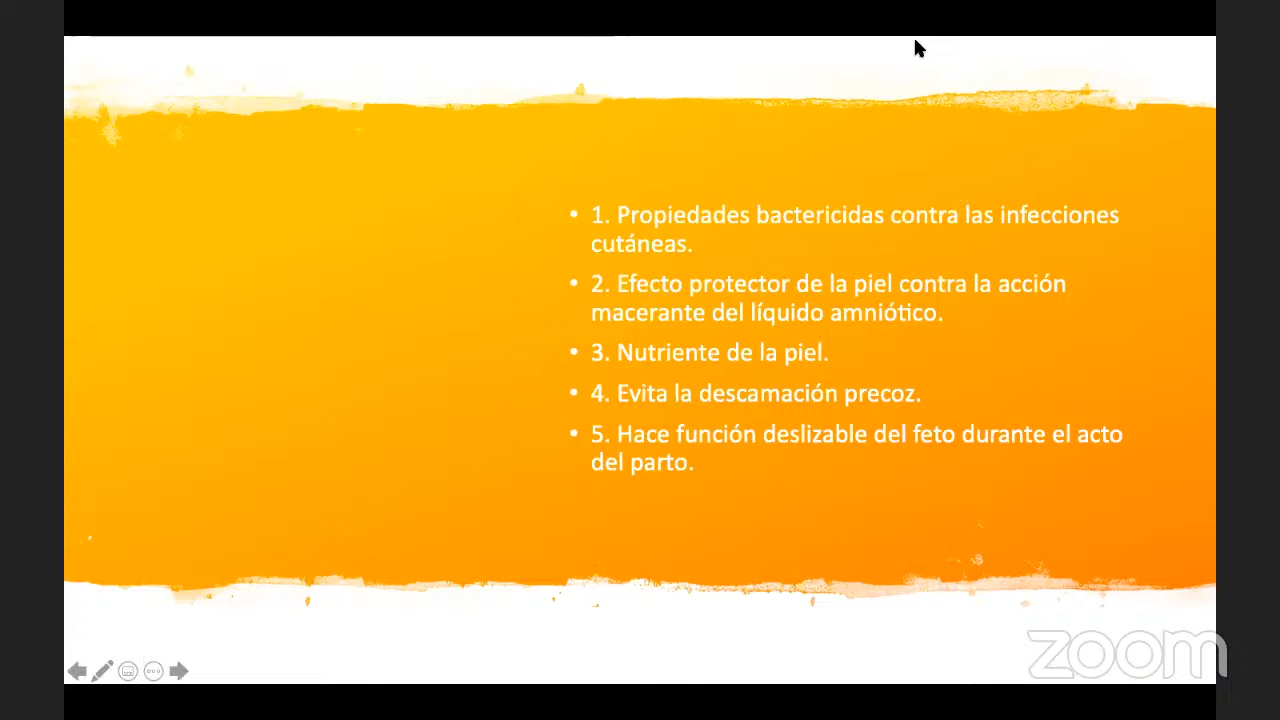 • 1. Propiedades bactericidas contra las infecciones
cutáneas.
• 2. Efecto protector de la piel contra la acción
macerante del líquido amniótico.
• 3. Nutriente de la piel.
• 4. Evita la descamación precoz.
• 5. Hace función deslizable del feto durante el acto
del parto.
zoom